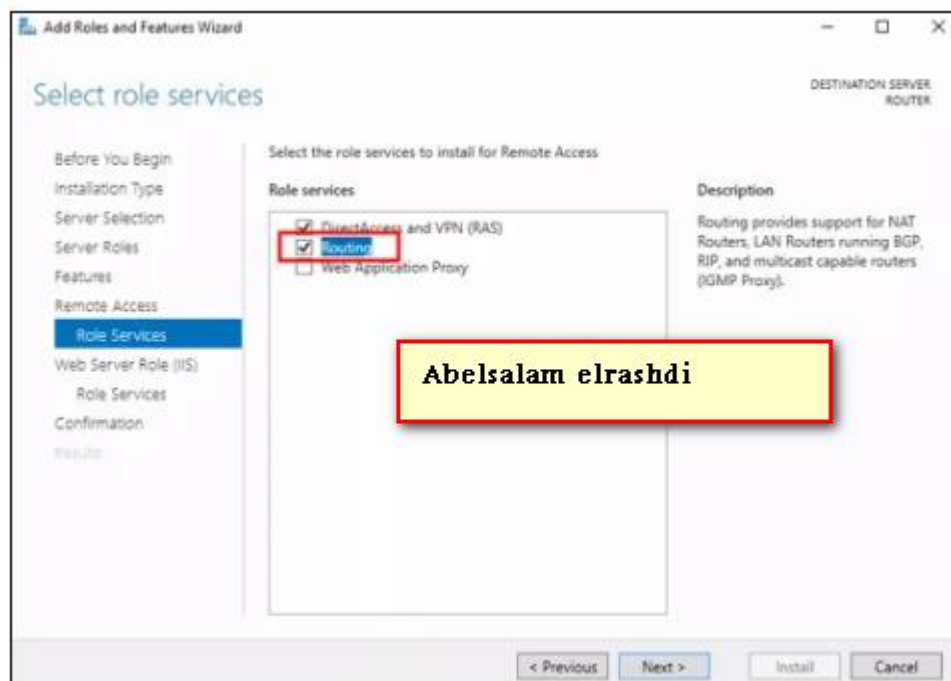 Add Roles and Features Wizard
Select role services
DESTINATION SERVER
ROUTER
Before You Begin
Installation Type
Server Selection
Server Roles
Features
Remote Access
Role Services
Web Server Role (IIS)
Role Services
Confirmation
Results
Select the role services to install for Remote Access
Role services
DirectAccess and VPN (RAS)
Routing
Web Application Proxy
Description
Routing provides support for NAT
Routers, LAN Routers running BGP,
RIP, and multicast capable routers
(IGMP Proxy).
Abelsalam elrashdi
< Previous
Next >
Install
Cancel